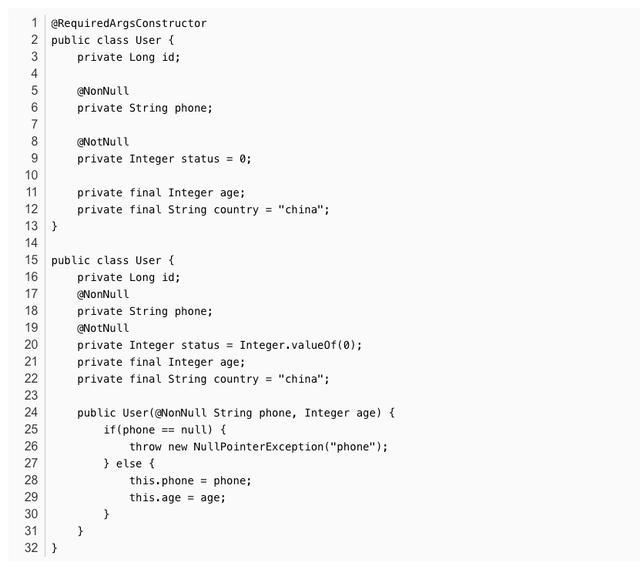 1 @RequiredArgsConstructor
2 public class User {
3     private Long id;
4
5     @NonNull
6     private String phone;
7
8     @NotNull
9     private Integer status = 0;
10
11     private final Integer age;
12     private final String country = "china";
13 }
14
15 public class User {
16     private Long id;
17     @NonNull
18     private String phone;
19     @NotNull
20     private Integer status = Integer.valueOf(0);
21     private final Integer age;
22     private final String country = "china";
23
24     public User(@NonNull String phone, Integer age) {
25         if(phone == null) {
26             throw new NullPointerException("phone");
27         } else {
28             this.phone = phone;
29             this.age = age;
30         }
31     }
32 }